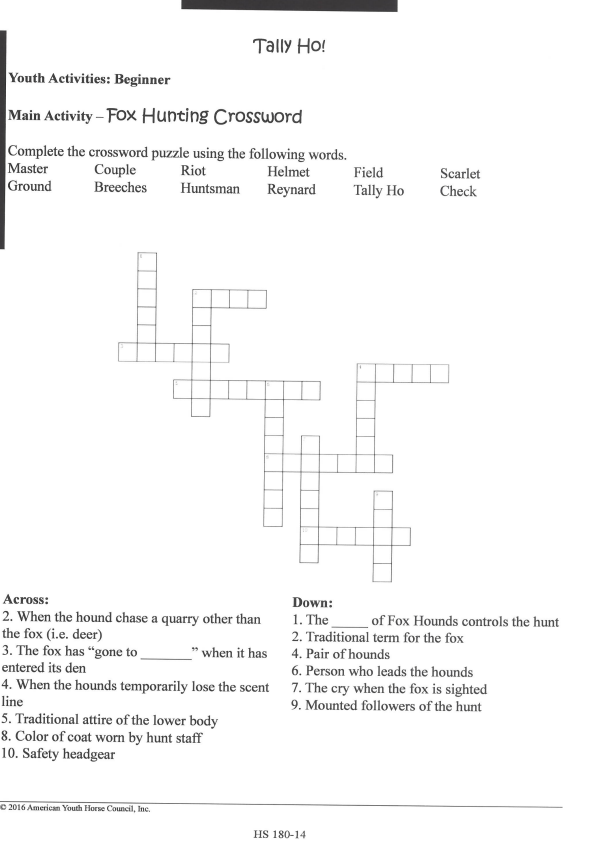 Tally Ho!
Youth Activities: Beginner
Main Activity – Fox Hunting Crossword
Complete the crossword puzzle using the following words.
Master Couple Riot Helmet Field Scarlet
Ground Breeches Huntsman Reynard Tally Ho Check
Across:
2. When the hound chase a quarry other than
the fox (i.e. deer)
3. The fox has “gone to ________” when it has
entered its den
4. When the hounds temporarily lose the scent
line
5. Traditional attire of the lower body
8. Color of coat worn by hunt staff
10. Safety headgear
Down:
1. The _____ of Fox Hounds controls the hunt
2. Traditional term for the fox
4. Pair of hounds
6. Person who leads the hounds
7. The cry when the fox is sighted
9. Mounted followers of the hunt
© 2016 American Youth Horse Council, Inc.
HS 180-14